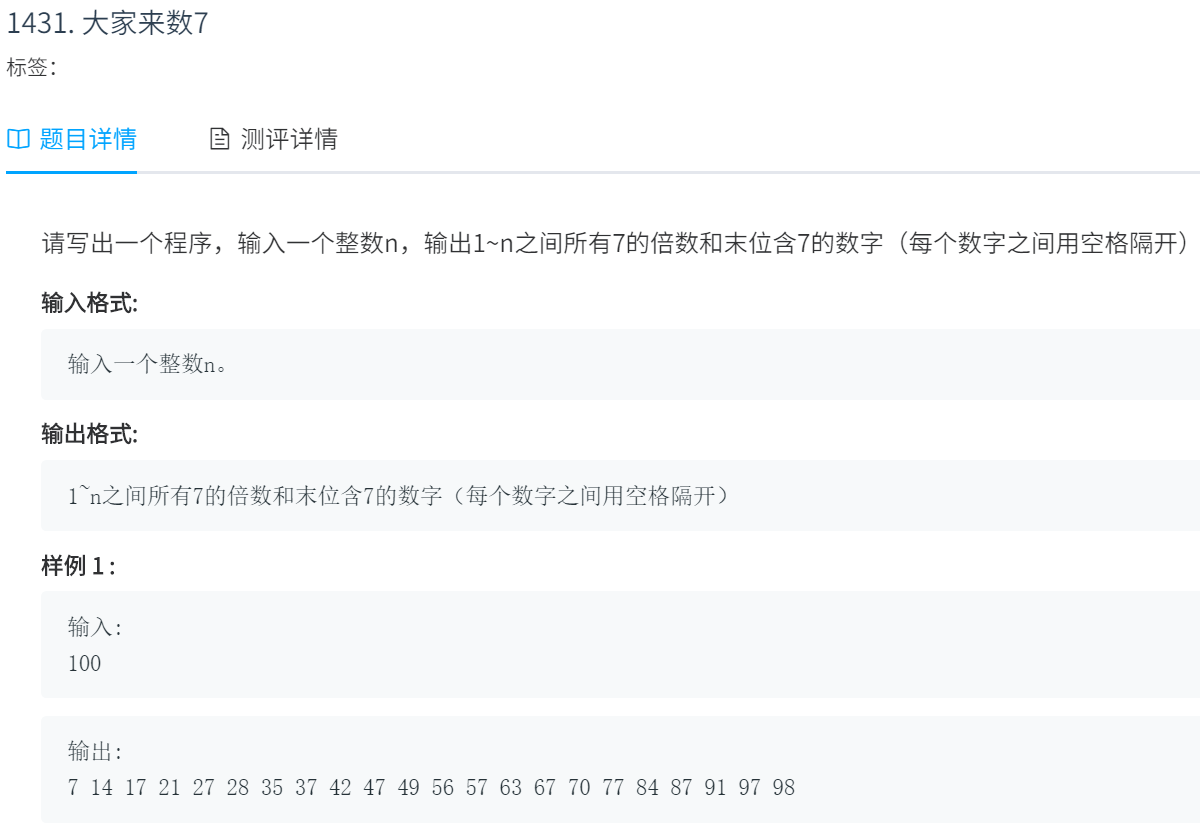 1431. 大家来数7
标签:
题目详情 测评详情
请写出一个程序，输入一个整数n，输出1~n之间所有7的倍数和末位含7的数字（每个数字之间用空格隔开）
输入格式:
输入一个整数n。
输出格式:
1~n之间所有7的倍数和末位含7的数字（每个数字之间用空格隔开）
样例 1 :
输入:
100
输出:
7 14 17 21 27 28 35 37 42 47 49 56 57 63 67 70 77 84 87 91 97 98